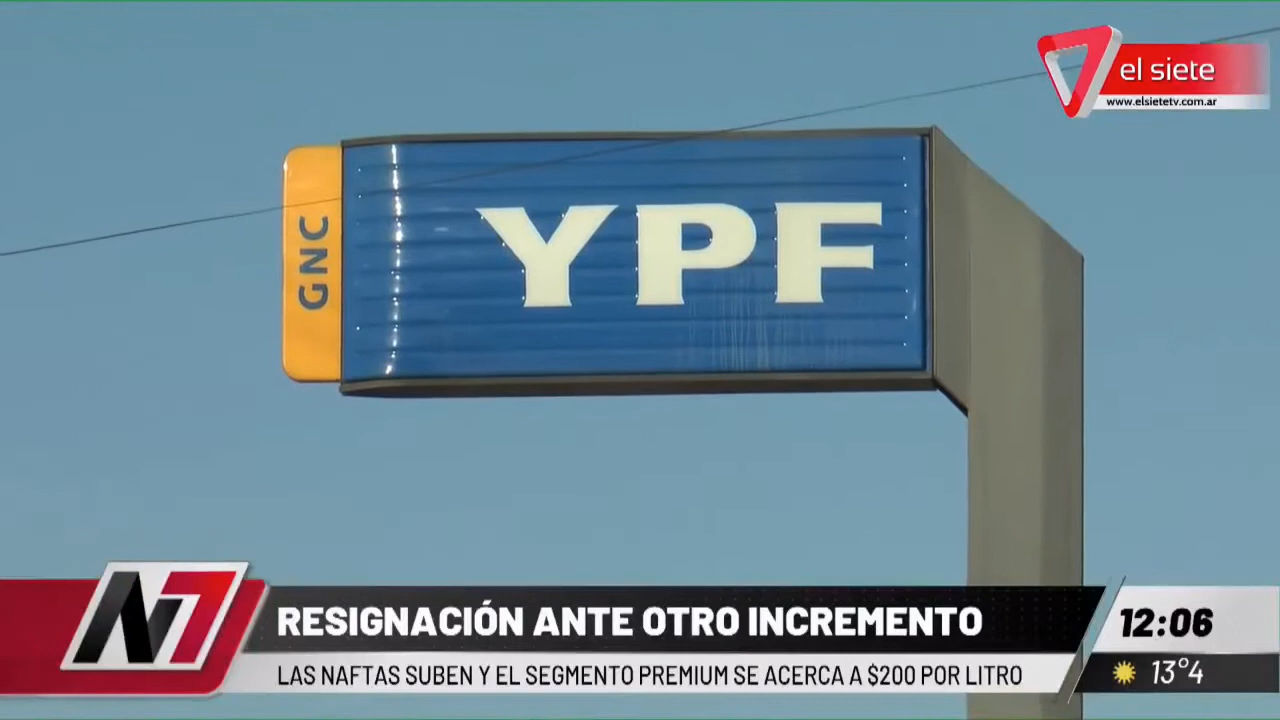 el siete
www.elsietetv.com.ar
GNC
YPF
N7
RESIGNACIÓN ANTE OTRO INCREMENTO
LAS NAFTAS SUBEN Y EL SEGMENTO PREMIUM SE ACERCA A $200 POR LITRO
12:06
13°4